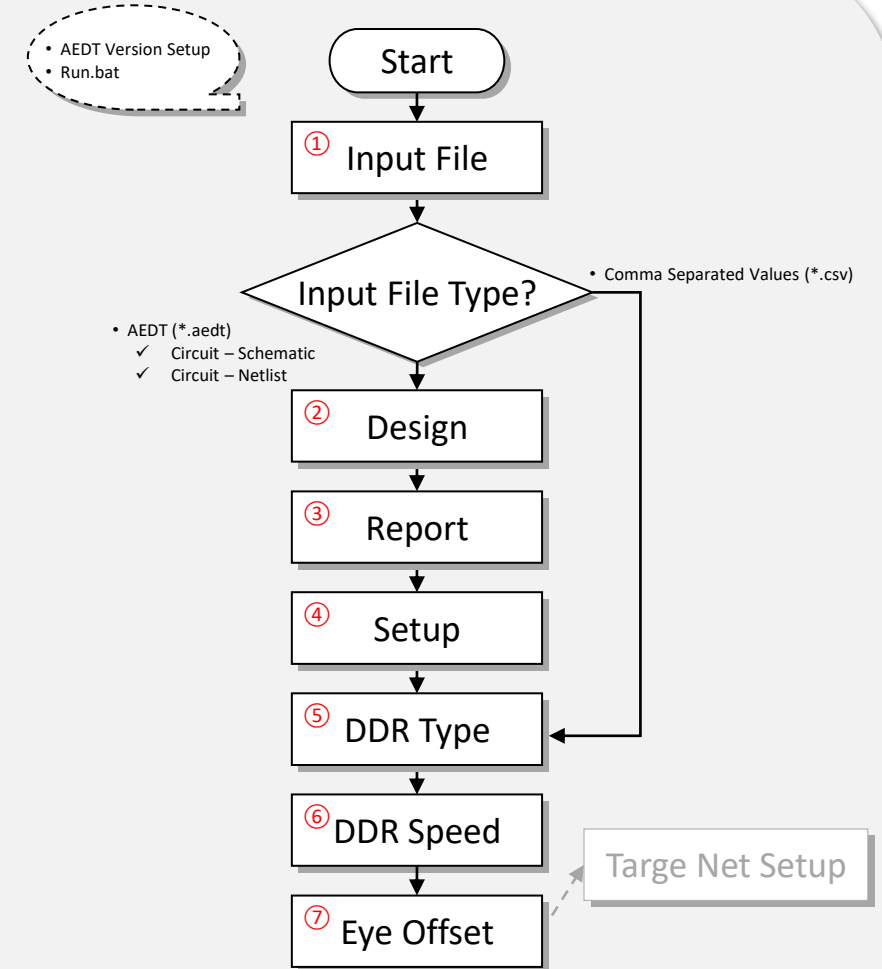 • AEDT Version Setup
• Run.bat
Start
① Input File
Input File Type?
• Comma Separated Values (*.csv)
• AEDT (*.aedt)
✓ Circuit – Schematic
✓ Circuit – Netlist
② Design
③ Report
④ Setup
⑤ DDR Type
⑥ DDR Speed
Targe Net Setup
⑦ Eye Offset